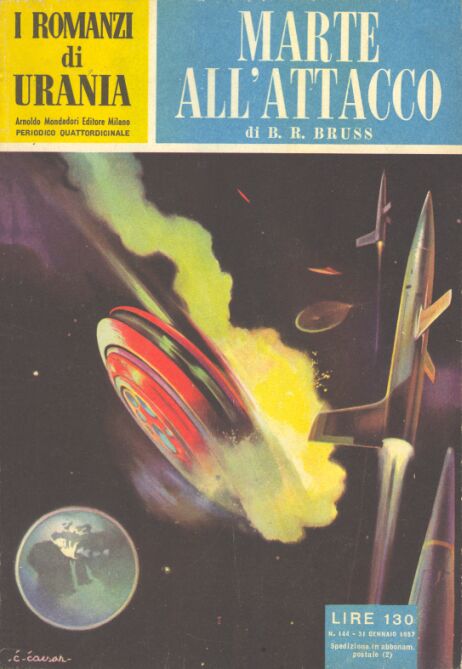 I ROMANZI
di
URANIA
Arnoldo Mondadori Editore Milano
PERIODICO QUATTORDICINALE
MARTE
ALL'ATTACCO
di B. R. BRUSS
LIRE 130
N. 144 - 31 GENNAIO 1957
Spedizione in abbonam.
postale (2)